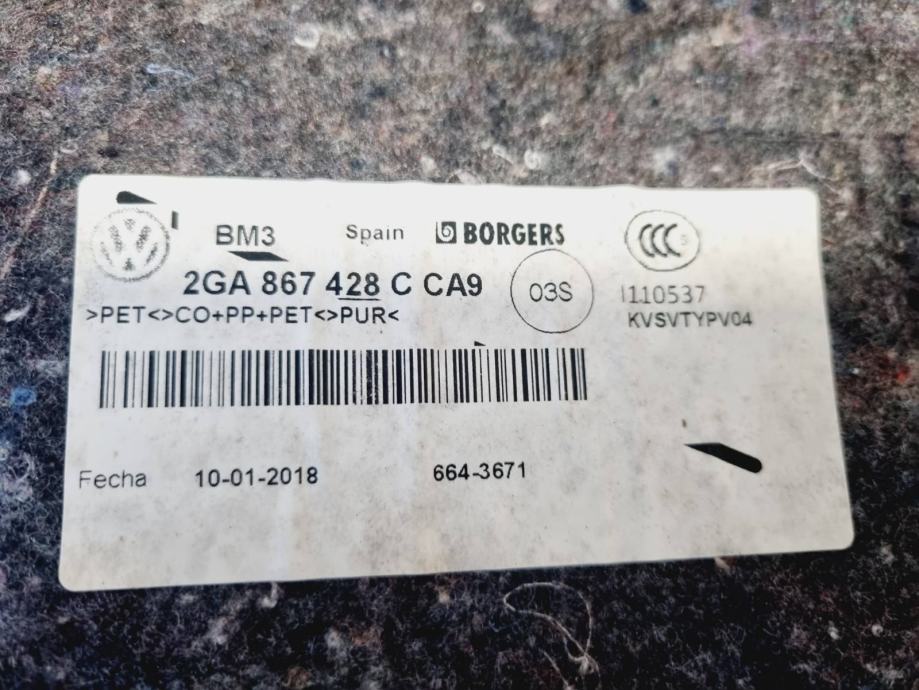 BM3 Spain BORGERS CCC S
2GA 867 428 C CA9 03S I110537
>PET<>CO+PP+PET<>PUR< KVSVTYPV04
Fecha 10-01-2018 664-3671